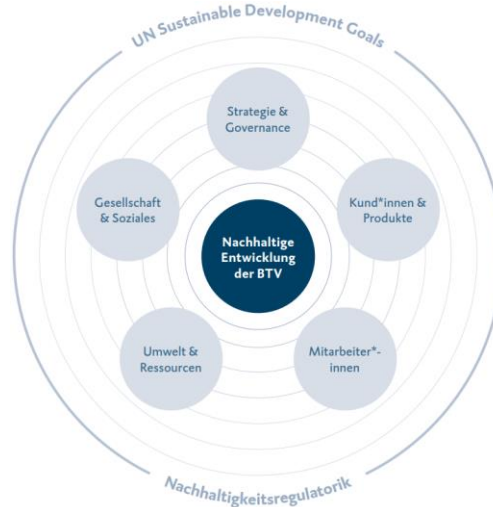 UN Sustainable Development Goals
Strategie &
Governance
Gesellschaft
& Soziales
Kund*innen &
Produkte
Nachhaltige
Entwicklung
der BTV
Umwelt &
Ressourcen
Mitarbeiter*-
innen
Nachhaltigkeitsregulatorik